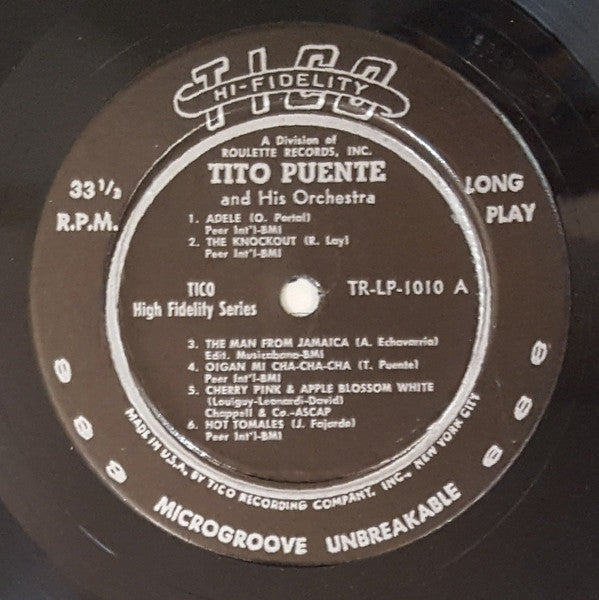 TICO
HI-FIDELITY
A Division of
ROULETTE RECORDS, INC.
TITO PUENTE
and His Orchestra
33 1/3
R.P.M.
LONG
PLAY
1. ADELE (O. Portal)
Peer Int'l-BMI
2. THE KNOCKOUT (R. Lay)
Peer Int'l-BMI
TICO
High Fidelity Series
TR-LP-1010 A
3. THE MAN FROM JAMAICA (A. Echavarria)
Edit. Musicabana-BMI
4. OIGAN MI CHA-CHA-CHA (T. Puente)
Peer Int'l-BMI
5. CHERRY PINK & APPLE BLOSSOM WHITE
(Louiguy-Leonardi-David)
Chappell & Co.-ASCAP
6. HOT TOMALES (J. Fajardo)
Peer Int'l-BMI
MADE IN U.S.A. BY TICO RECORDING COMPANY, INC., NEW YORK CITY
MICROGROOVE UNBREAKABLE